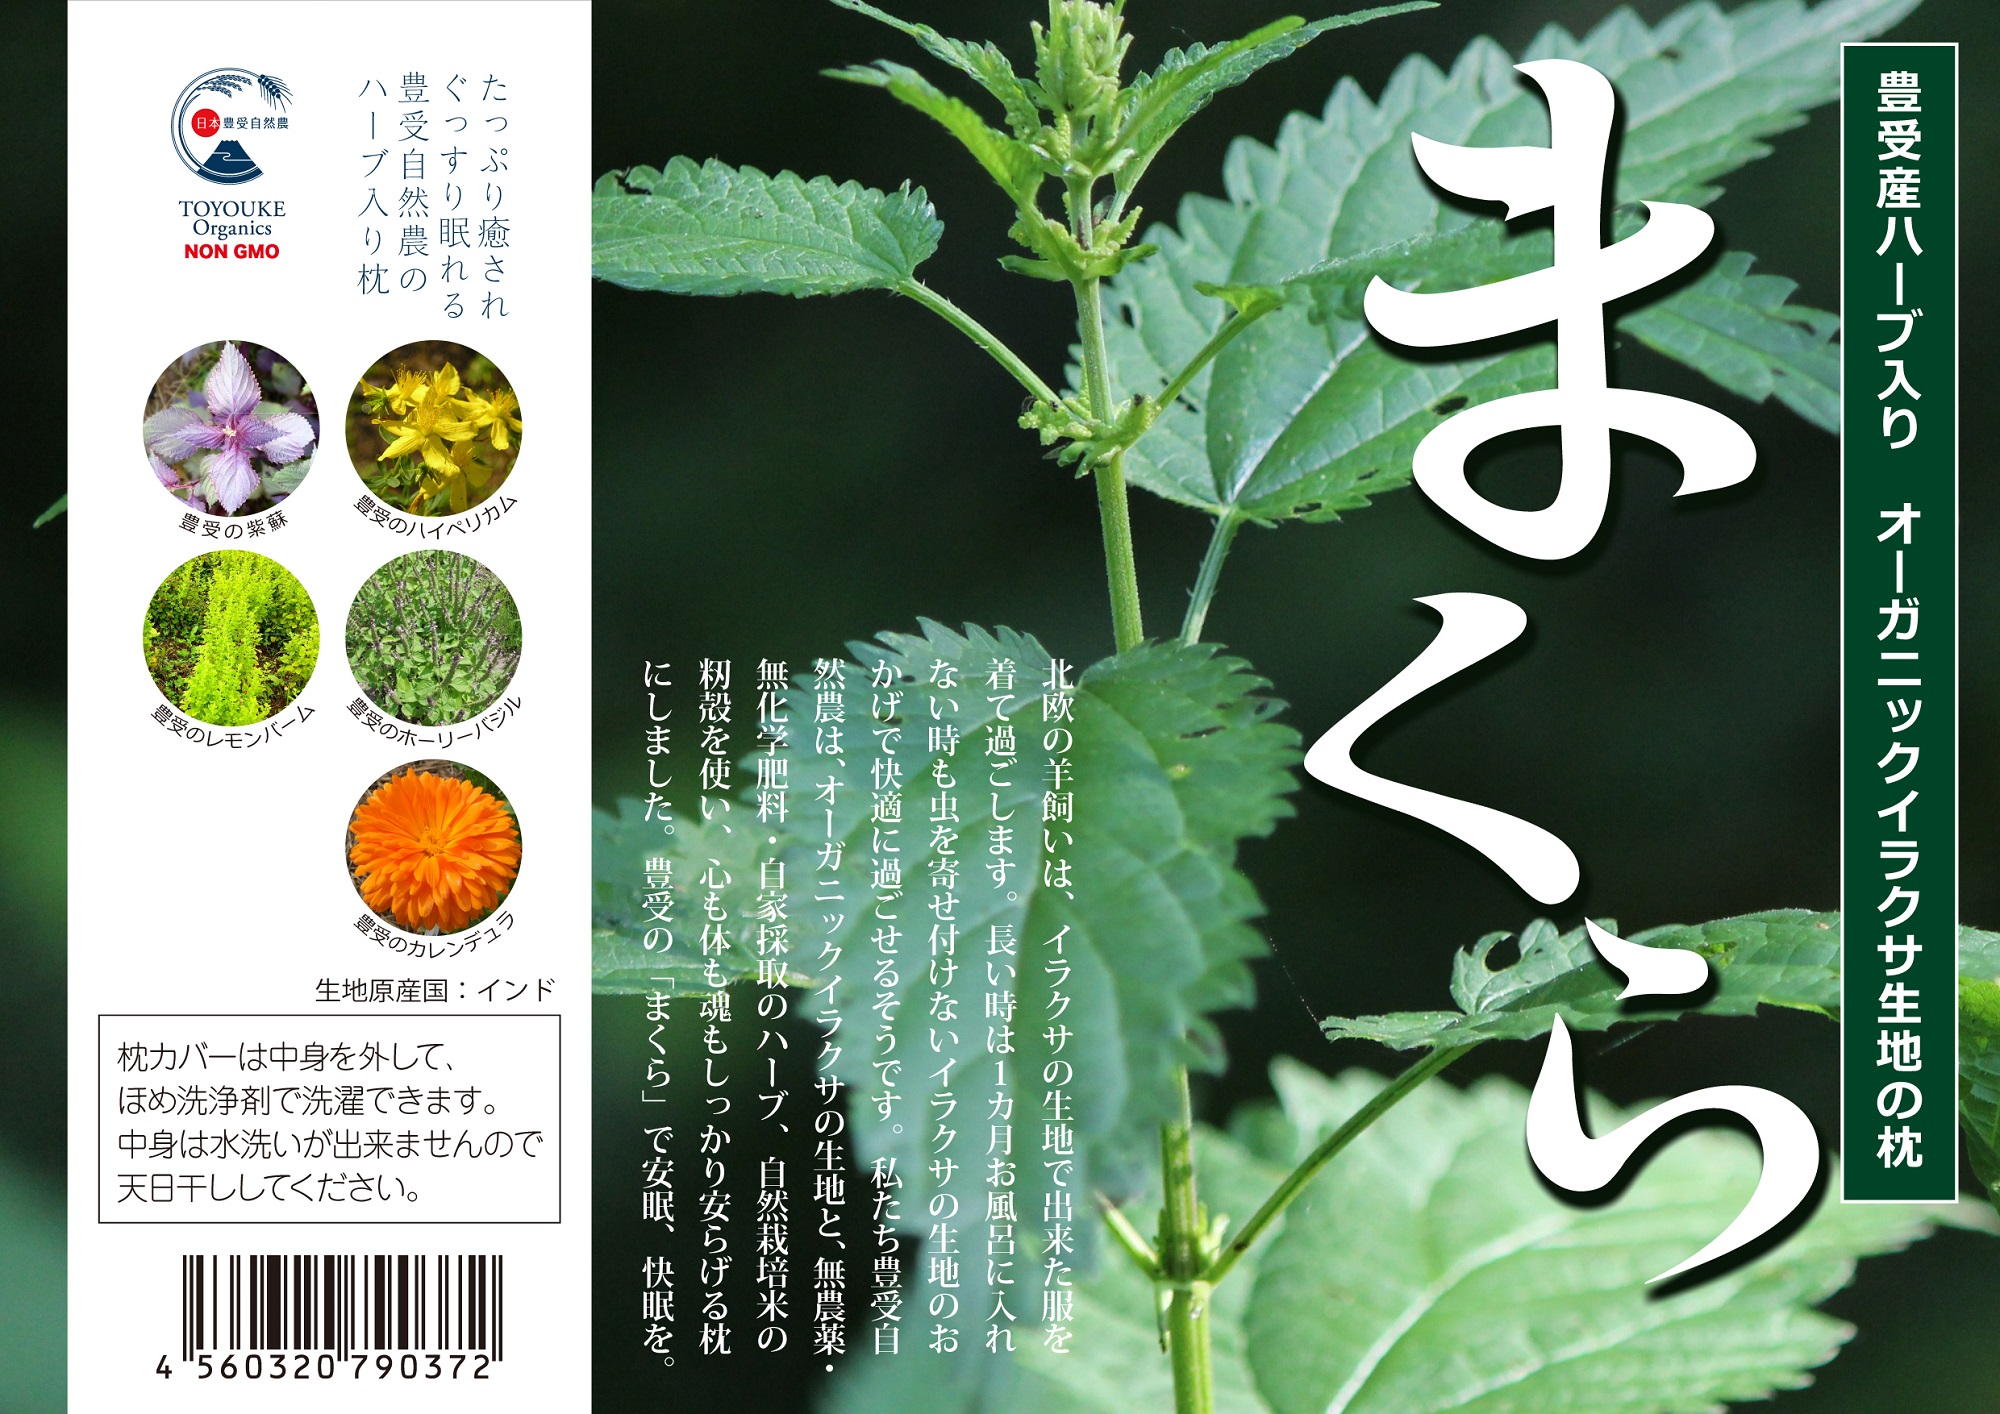 豊受産ハーブ入り　オーガニックイラクサ生地の枕
まくら
北欧の羊飼いは、イラクサの生地で出来た服を
着て過ごします。長い時は1カ月お風呂に入れ
ない時も虫を寄せ付けないイラクサの生地のお
かげで快適に過ごせるそうです。私たち豊受自
然農は、オーガニックイラクサの生地と、無農薬・
無化学肥料・自家採取のハーブ、自然栽培米の
籾殻を使い、心も体も魂もしっかり安らげる枕
にしました。豊受の「まくら」で安眠、快眠を。
たっぷり癒され
ぐっすり眠れる
豊受自然農の
ハーブ入り枕
日本豊受自然農
TOYOUKE
Organics
NON GMO
豊受の紫蘇
豊受のハイペリカム
豊受のレモンバーム
豊受のホーリーバジル
豊受のカレンデュラ
生地原産国：インド
枕カバーは中身を外して、
ほめ洗浄剤で洗濯できます。
中身は水洗いが出来ませんので
天日干ししてください。
4 560320 790372